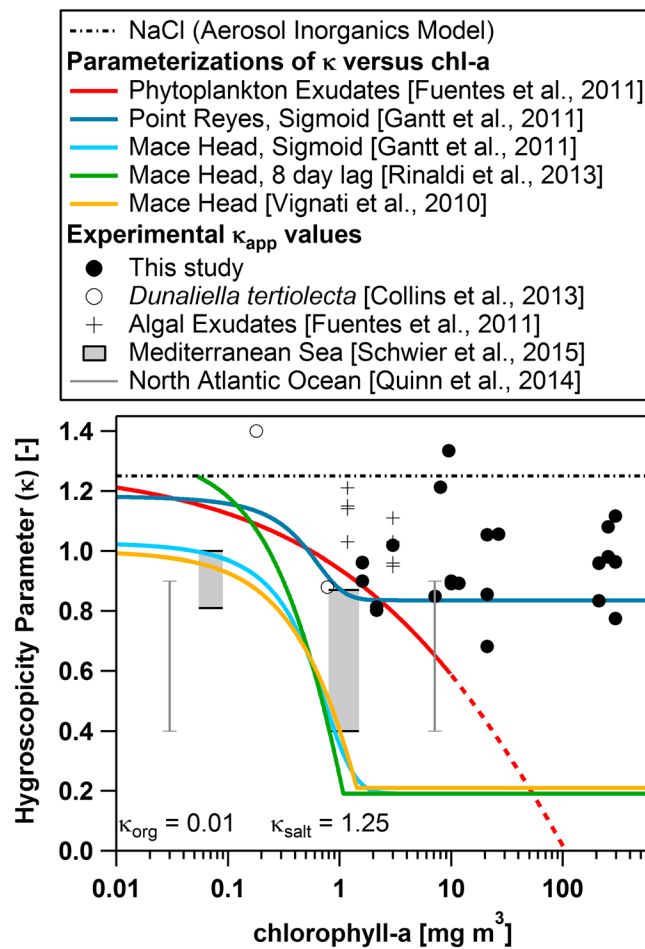 NaCl (Aerosol Inorganics Model)
Parameterizations of κ versus chl-a
Phytoplankton Exudates [Fuentes et al., 2011]
Point Reyes, Sigmoid [Gantt et al., 2011]
Mace Head, Sigmoid [Gantt et al., 2011]
Mace Head, 8 day lag [Rinaldi et al., 2013]
Mace Head [Vignati et al., 2010]
Experimental κapp values
This study
Dunaliella tertiolecta [Collins et al., 2013]
Algal Exudates [Fuentes et al., 2011]
Mediterranean Sea [Schwier et al., 2015]
North Atlantic Ocean [Quinn et al., 2014]
Hygroscopicity Parameter (κ) [-]
1.4
1.2
1.0
0.8
0.6
0.4
0.2
0.0
κorg = 0.01 κsalt = 1.25
0.01 0.1 1 10 100
chlorophyll-a [mg m³]